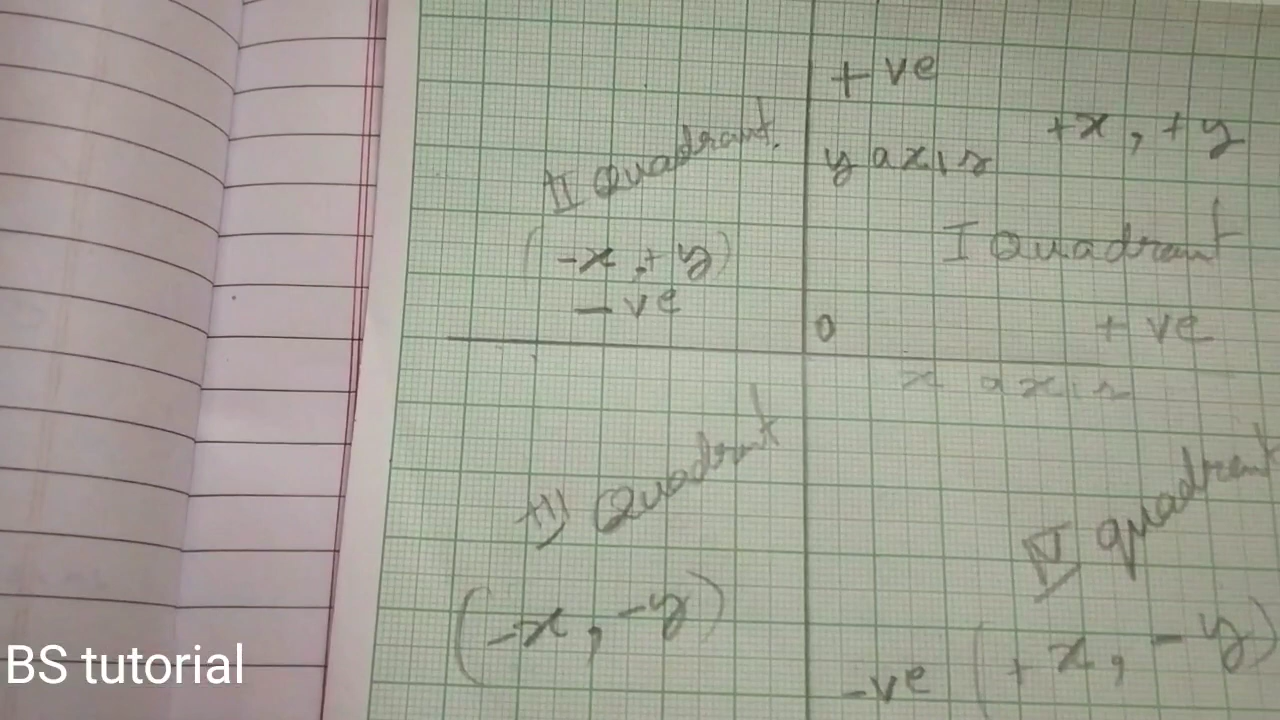 +ve
+x, +y
y axis
II Quadrant.
I Quadrant
(-x, +y)
-ve
+ ve
0
x axis
III Quadrant
IV quadrant
(-x, -y)
(+x, -y)
-ve
BS tutorial